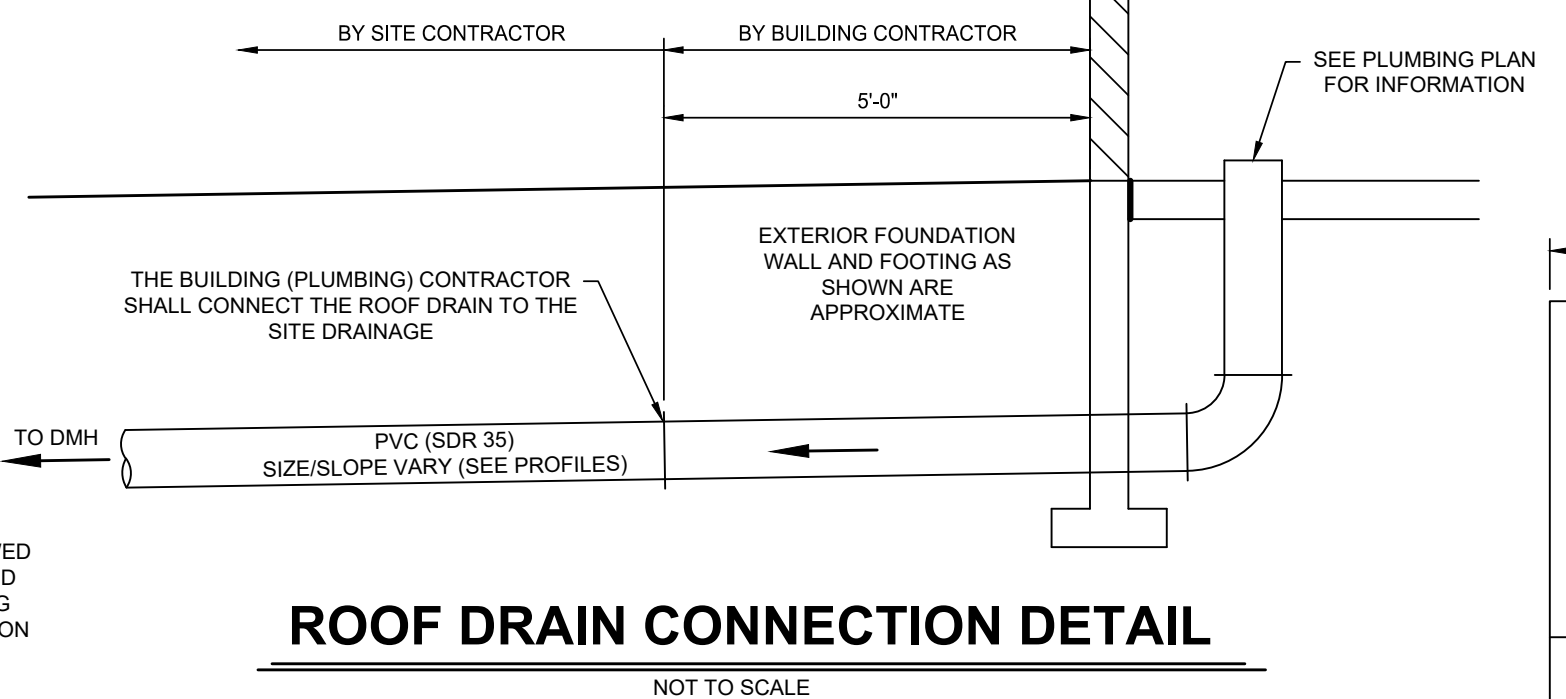 BY SITE CONTRACTOR
BY BUILDING CONTRACTOR
5'-0"
SEE PLUMBING PLAN
FOR INFORMATION
EXTERIOR FOUNDATION
WALL AND FOOTING AS
SHOWN ARE
APPROXIMATE
THE BUILDING (PLUMBING) CONTRACTOR
SHALL CONNECT THE ROOF DRAIN TO THE
SITE DRAINAGE
TO DMH
PVC (SDR 35)
SIZE/SLOPE VARY (SEE PROFILES)
ROOF DRAIN CONNECTION DETAIL
NOT TO SCALE